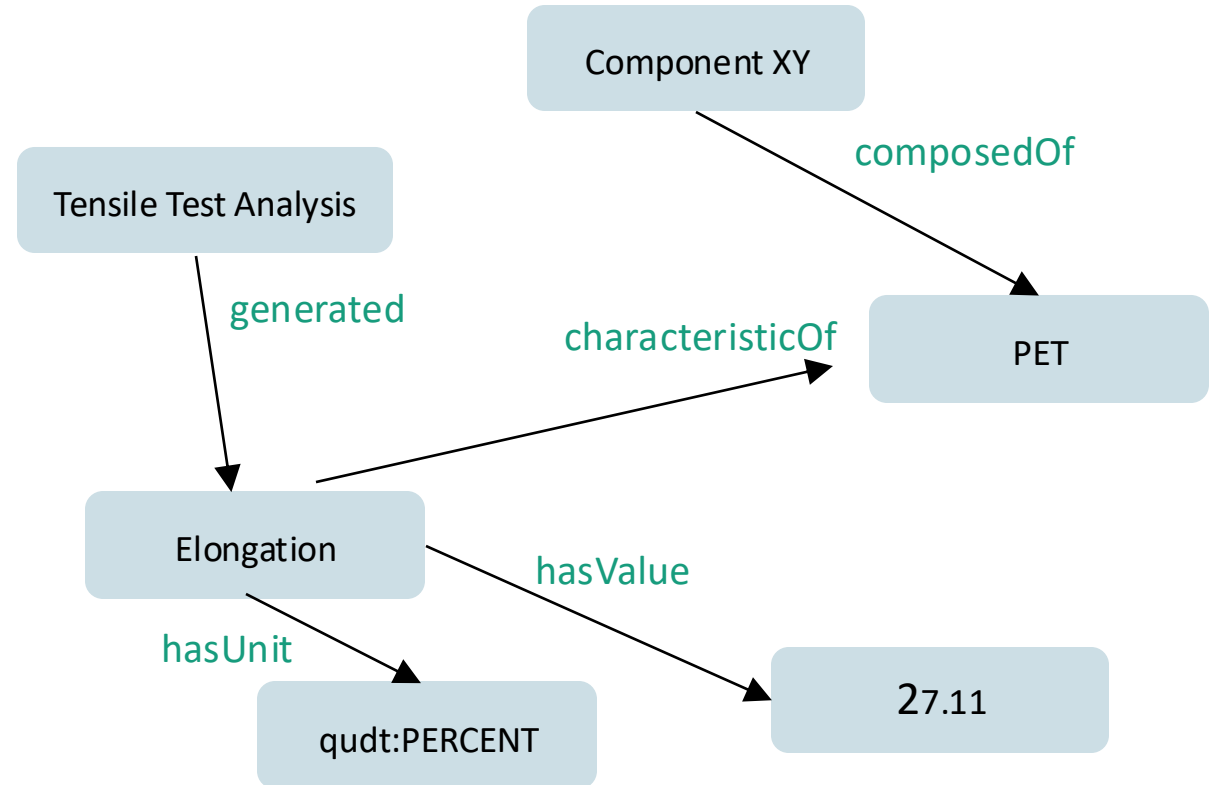 Component XY
composedOf
Tensile Test Analysis
generated
characteristicOf
PET
Elongation
hasValue
hasUnit
27.11
qudt:PERCENT